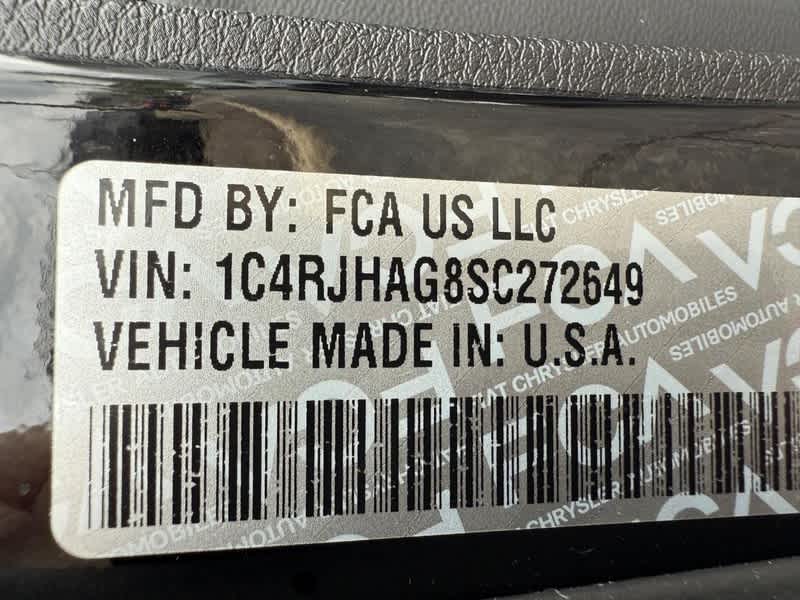 MFD BY: FCA US LLC
VIN: 1C4RJHAG8SC272649
VEHICLE MADE IN: U.S.A.